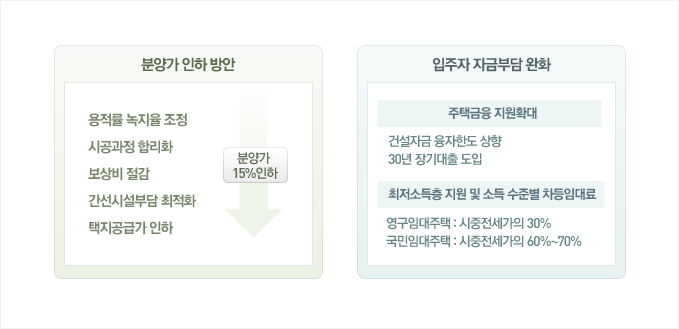 분양가 인하 방안
용적률 녹지율 조정
시공과정 합리화
보상비 절감
간선시설부담 최적화
택지공급가 인하
분양가
15%인하
입주자 자금부담 완화
주택금융 지원확대
건설자금 융자한도 상향
30년 장기대출 도입
최저소득층 지원 및 소득 수준별 차등임대료
영구임대주택 : 시중전세가의 30%
국민임대주택 : 시중전세가의 60%~70%